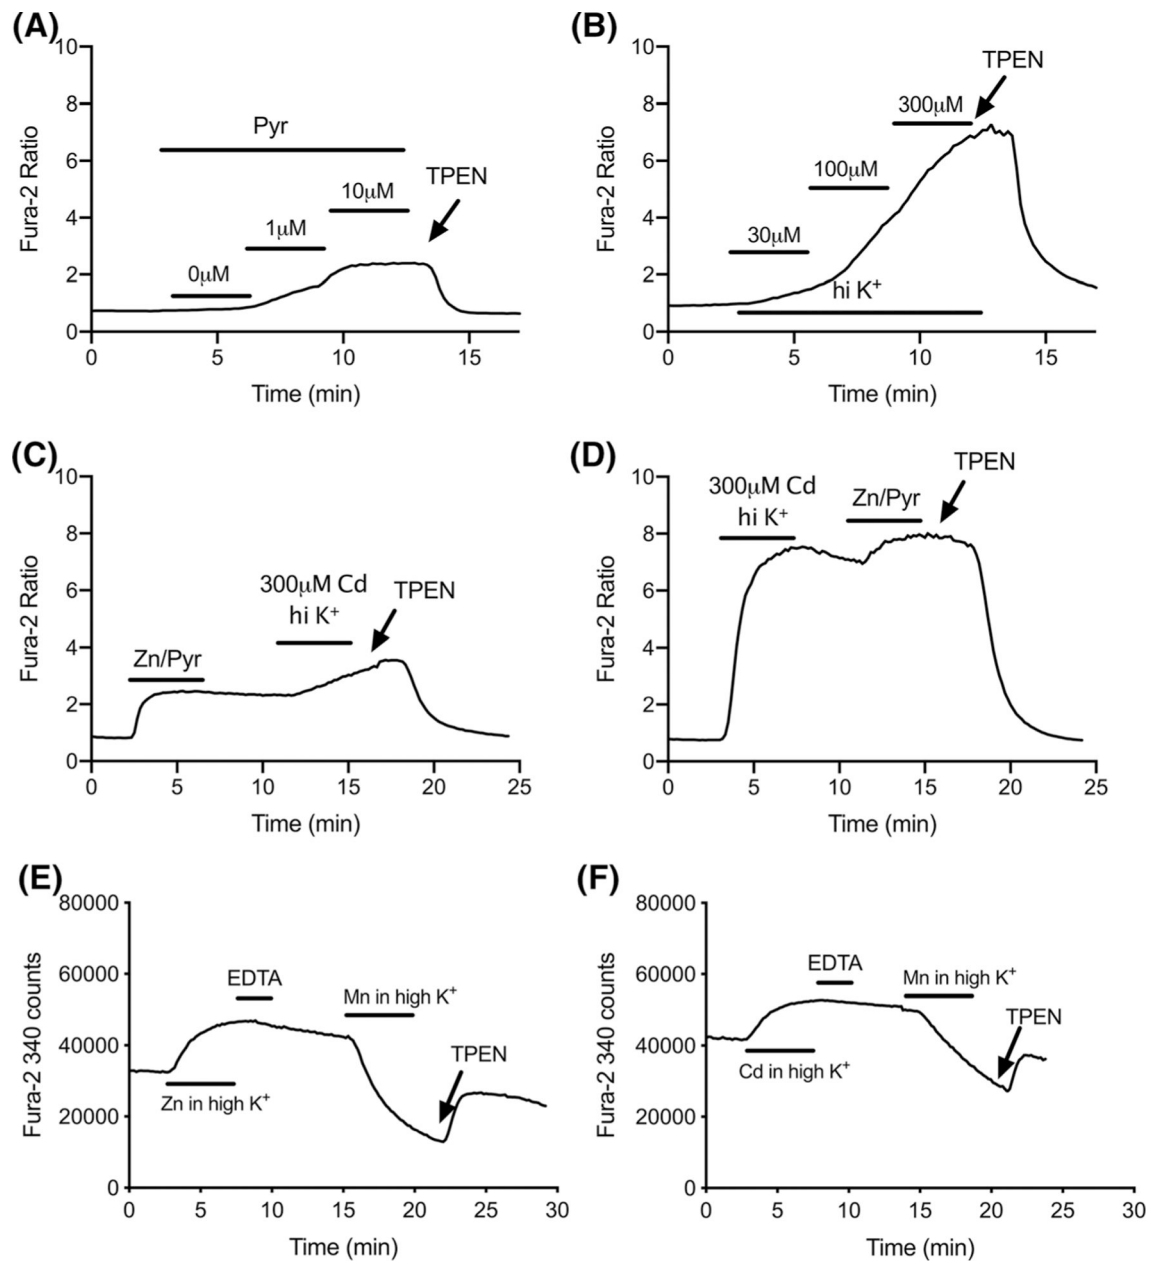 (A)
10
8
6
4
2
0
Fura-2 Ratio
Pyr
0μM
1μM
10μM
TPEN
0 5 10 15
Time (min)
(B)
10
8
6
4
2
0
Fura-2 Ratio
30μM
100μM
300μM
TPEN
hi K⁺
0 5 10 15
Time (min)
(C)
10
8
6
4
2
0
Fura-2 Ratio
Zn/Pyr
300μM Cd
hi K⁺
TPEN
0 5 10 15 20 25
Time (min)
(D)
10
8
6
4
2
0
Fura-2 Ratio
300μM Cd
hi K⁺
Zn/Pyr
TPEN
0 5 10 15 20 25
Time (min)
(E)
80000
60000
40000
20000
0
Fura-2 340 counts
EDTA
Mn in high K⁺
TPEN
Zn in high K⁺
0 5 10 15 20 25 30
Time (min)
(F)
80000
60000
40000
20000
0
Fura-2 340 counts
EDTA
Mn in high K⁺
TPEN
Cd in high K⁺
0 5 10 15 20 25 30
Time (min)